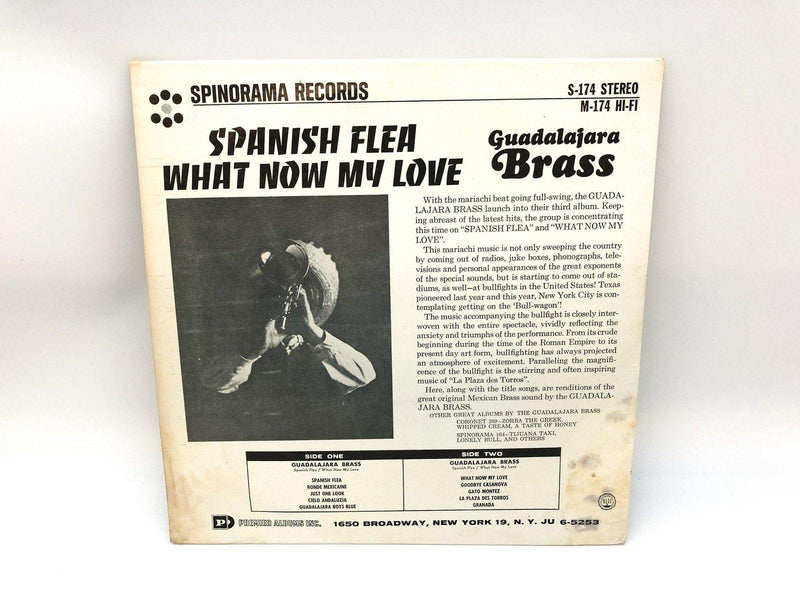 SPINORAMA RECORDS
S-174 STEREO
M-174 HI-FI
SPANISH FLEA
WHAT NOW MY LOVE
Guadalajara
Brass
With the mariachi beat going full-swing, the GUADA-
LAJARA BRASS launch into their third album. Keep-
ing abreast of the latest hits, the group is concentrating
this time on "SPANISH FLEA" and "WHAT NOW MY
LOVE".
This mariachi music is not only sweeping the country
by coming out of radios, juke boxes, phonographs, tele-
visions and personal appearances of the great exponents
of the special sounds, but is starting to come out of sta-
diums, as well—at bullfights in the United States! Texas
pioneered last year and this year, New York City is con-
templating getting on the 'Bull-wagon'!
The music accompanying the bullfight is closely inter-
woven with the entire spectacle, vividly reflecting the
anxiety and triumphs of the performance. From its crude
beginning during the time of the Roman Empire to its
present day art form, bullfighting has always projected
an atmosphere of excitement. Paralleling the magnifi-
cence of the bullfight is the stirring and often inspiring
music of "La Plaza des Torros".
Here, along with the title songs, are renditions of the
great original Mexican Brass sound by the GUADALA-
JARA BRASS.
OTHER GREAT ALBUMS BY THE GUADALAJARA BRASS
CORONET 269—ZORBA THE GREEK,
WHIPPED CREAM, A TASTE OF HONEY
SPINORAMA 164—TIJUANA TAXI,
LONELY BULL, AND OTHERS
SIDE ONE
GUADALAJARA BRASS
Spanish Flea / What Now My Love
SPANISH FLEA
RONDE MEXICAINE
JUST ONE LOOK
CIELO ANDALUZIA
GUADALAJARA BOYS BLUE
SIDE TWO
GUADALAJARA BRASS
Spanish Flea / What Now My Love
WHAT NOW MY LOVE
GOODBYE CASANOVA
GATO MONTEZ
LA PLAZA DES TORROS
GRANADA
PREMIER ALBUMS INC. 1650 BROADWAY, NEW YORK 19, N. Y. JU 6-5253